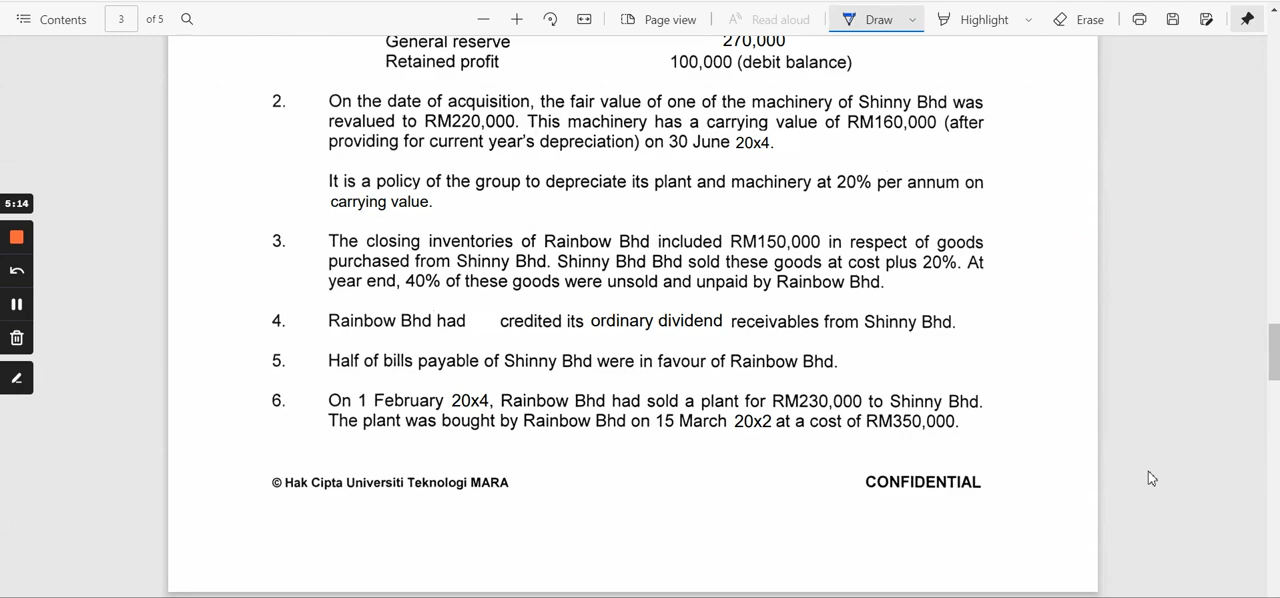 Contents 3 of 5 Page view Read aloud Draw Highlight Erase
General reserve 270,000
Retained profit 100,000 (debit balance)
2. On the date of acquisition, the fair value of one of the machinery of Shinny Bhd was
revalued to RM220,000. This machinery has a carrying value of RM160,000 (after
providing for current year's depreciation) on 30 June 20x4.
It is a policy of the group to depreciate its plant and machinery at 20% per annum on
carrying value.
5:14
3. The closing inventories of Rainbow Bhd included RM150,000 in respect of goods
purchased from Shinny Bhd. Shinny Bhd Bhd sold these goods at cost plus 20%. At
year end, 40% of these goods were unsold and unpaid by Rainbow Bhd.
4. Rainbow Bhd had credited its ordinary dividend receivables from Shinny Bhd.
5. Half of bills payable of Shinny Bhd were in favour of Rainbow Bhd.
6. On 1 February 20x4, Rainbow Bhd had sold a plant for RM230,000 to Shinny Bhd.
The plant was bought by Rainbow Bhd on 15 March 20x2 at a cost of RM350,000.
© Hak Cipta Universiti Teknologi MARA CONFIDENTIAL